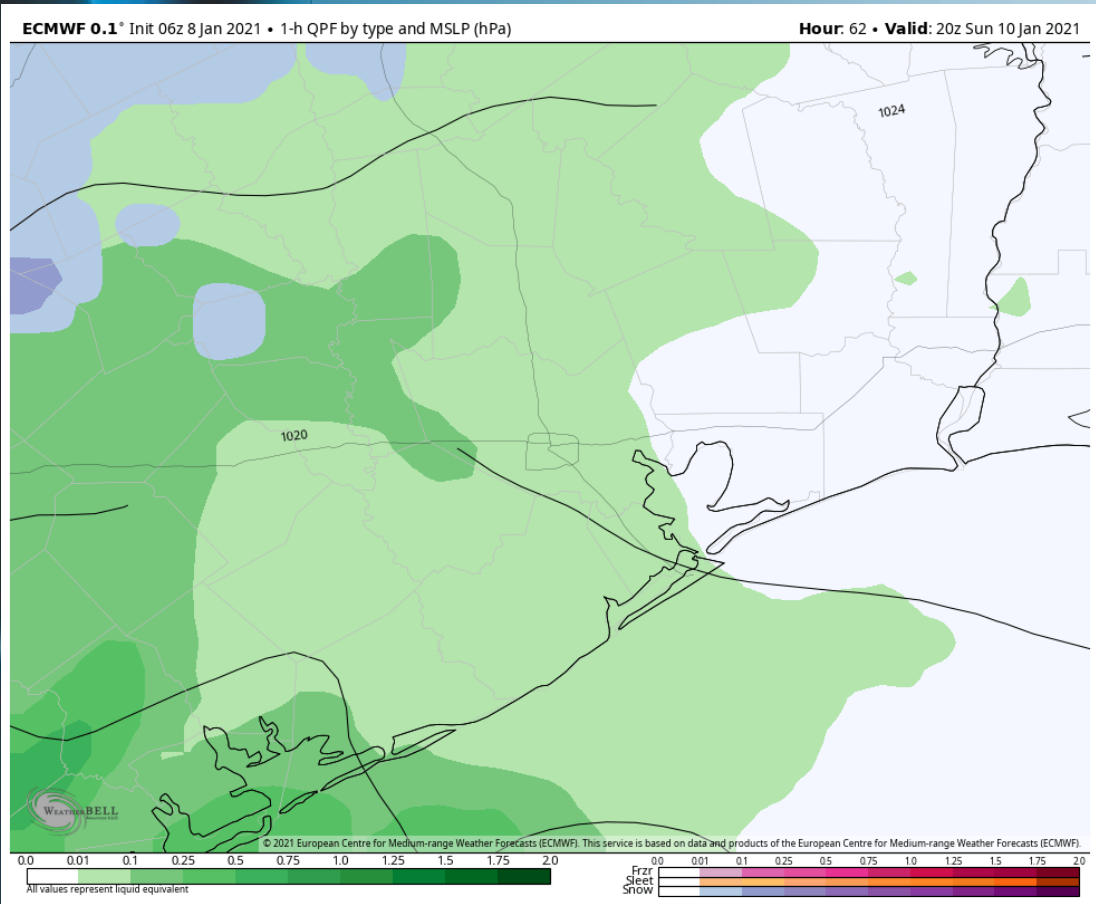 ECMWF 0.1° Init 06z 8 Jan 2021 • 1-h QPF by type and MSLP (hPa)
Hour: 62 • Valid: 20z Sun 10 Jan 2021
1024
1020
WEATHERBELL
© 2021 European Centre for Medium-range Weather Forecasts (ECMWF). This service is based on data and products of the European Centre for Medium-range Weather Forecasts (ECMWF).
0.0 0.01 0.1 0.25 0.5 0.75 1.0 1.25 1.5 1.75 2.0
All values represent liquid equivalent
0.0 0.01 0.1 0.25 0.5 0.75 1.0 1.25 1.5 1.75 2.0
Frzr
Sleet
Snow